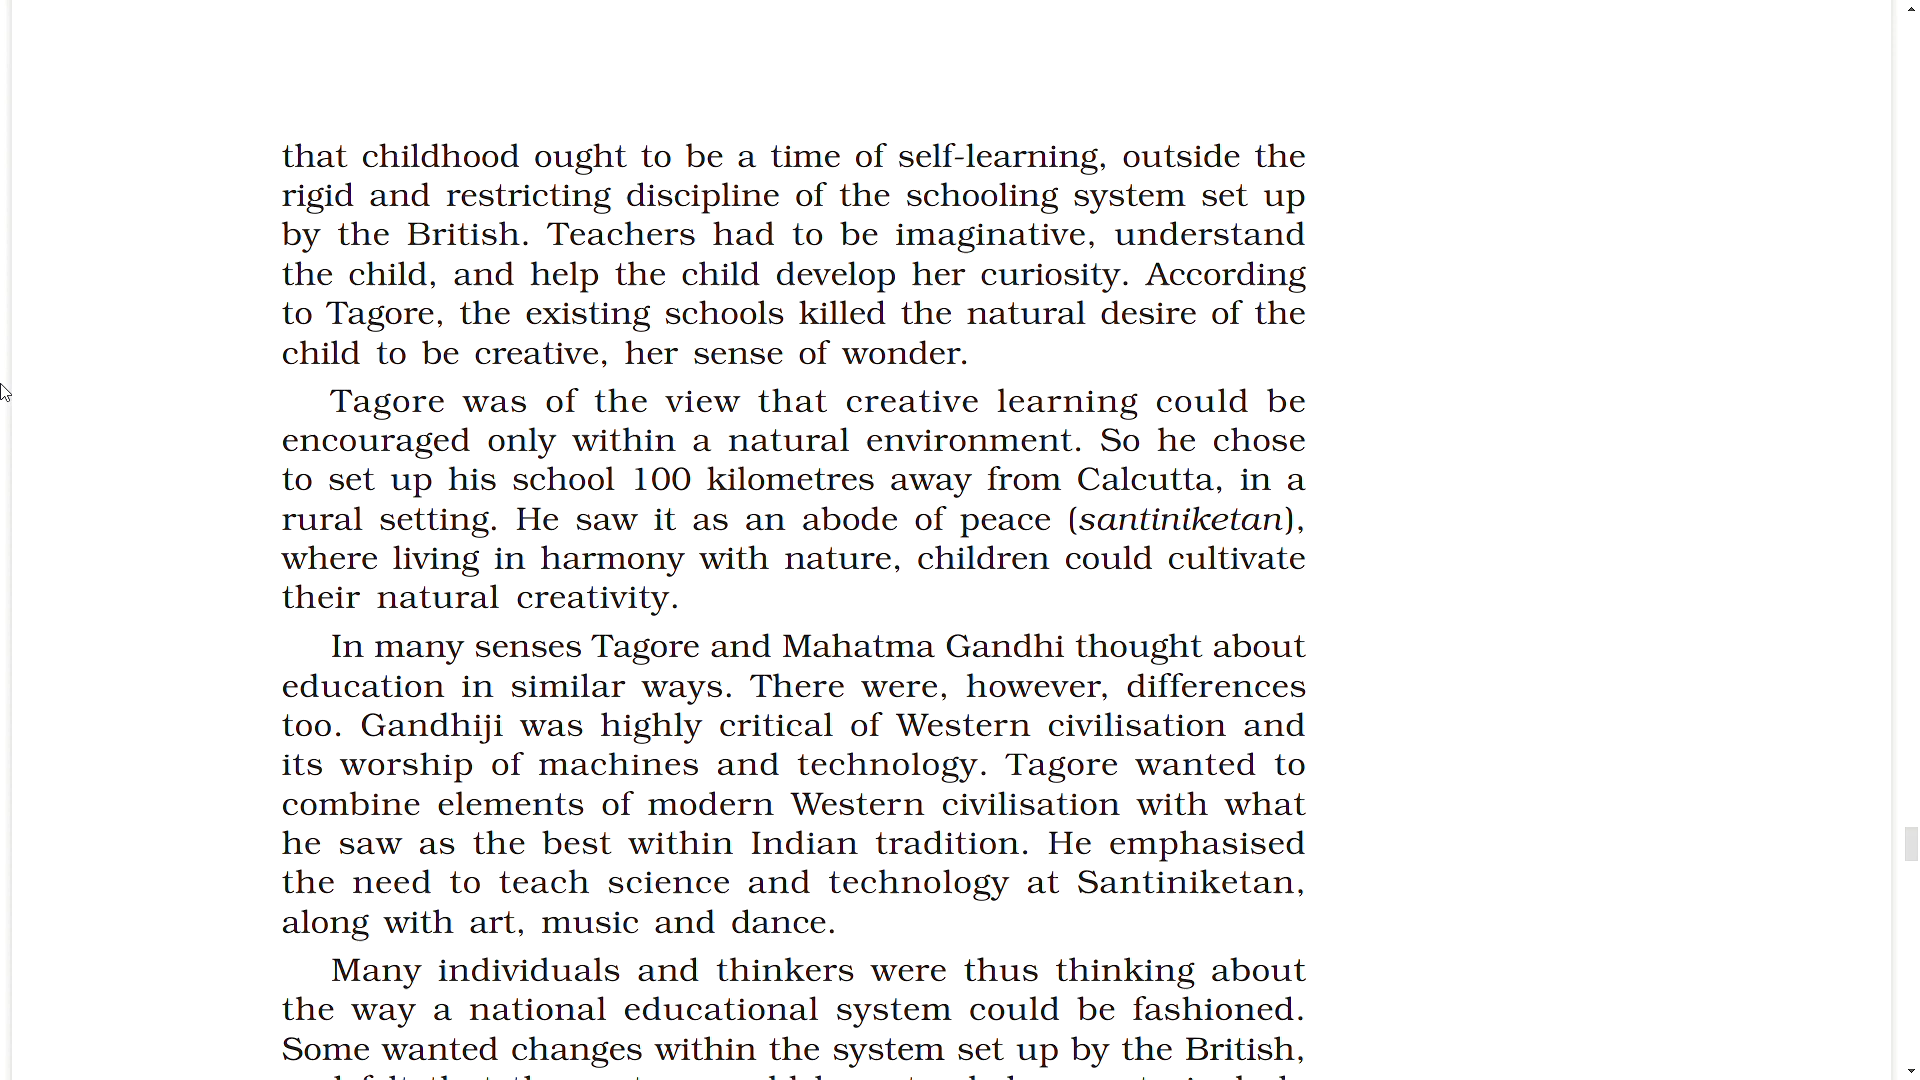 that childhood ought to be a time of self-learning, outside the
rigid and restricting discipline of the schooling system set up
by the British. Teachers had to be imaginative, understand
the child, and help the child develop her curiosity. According
to Tagore, the existing schools killed the natural desire of the
child to be creative, her sense of wonder.
Tagore was of the view that creative learning could be
encouraged only within a natural environment. So he chose
to set up his school 100 kilometres away from Calcutta, in a
rural setting. He saw it as an abode of peace (santiniketan),
where living in harmony with nature, children could cultivate
their natural creativity.
In many senses Tagore and Mahatma Gandhi thought about
education in similar ways. There were, however, differences
too. Gandhiji was highly critical of Western civilisation and
its worship of machines and technology. Tagore wanted to
combine elements of modern Western civilisation with what
he saw as the best within Indian tradition. He emphasised
the need to teach science and technology at Santiniketan,
along with art, music and dance.
Many individuals and thinkers were thus thinking about
the way a national educational system could be fashioned.
Some wanted changes within the system set up by the British,